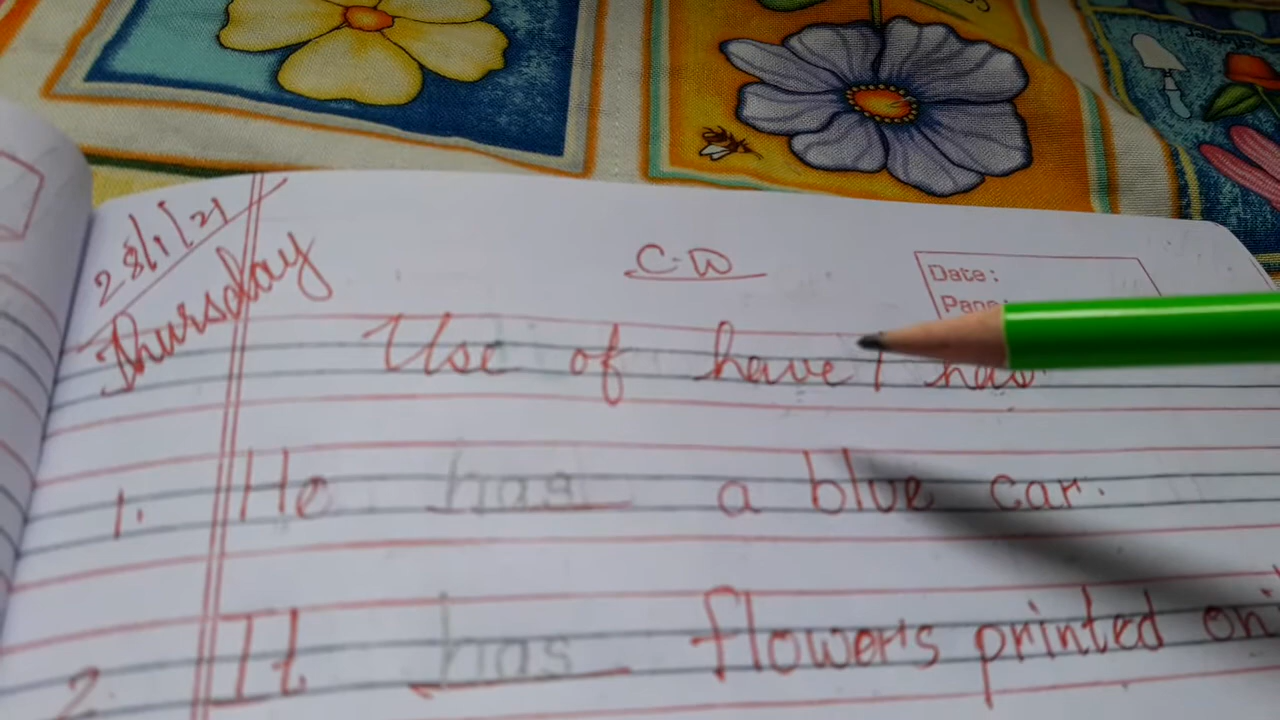 28/1/21
Thursday
C.W
Date:
Page:
Use of have / has.
1. He has a blue car.
2. It has flowers printed on